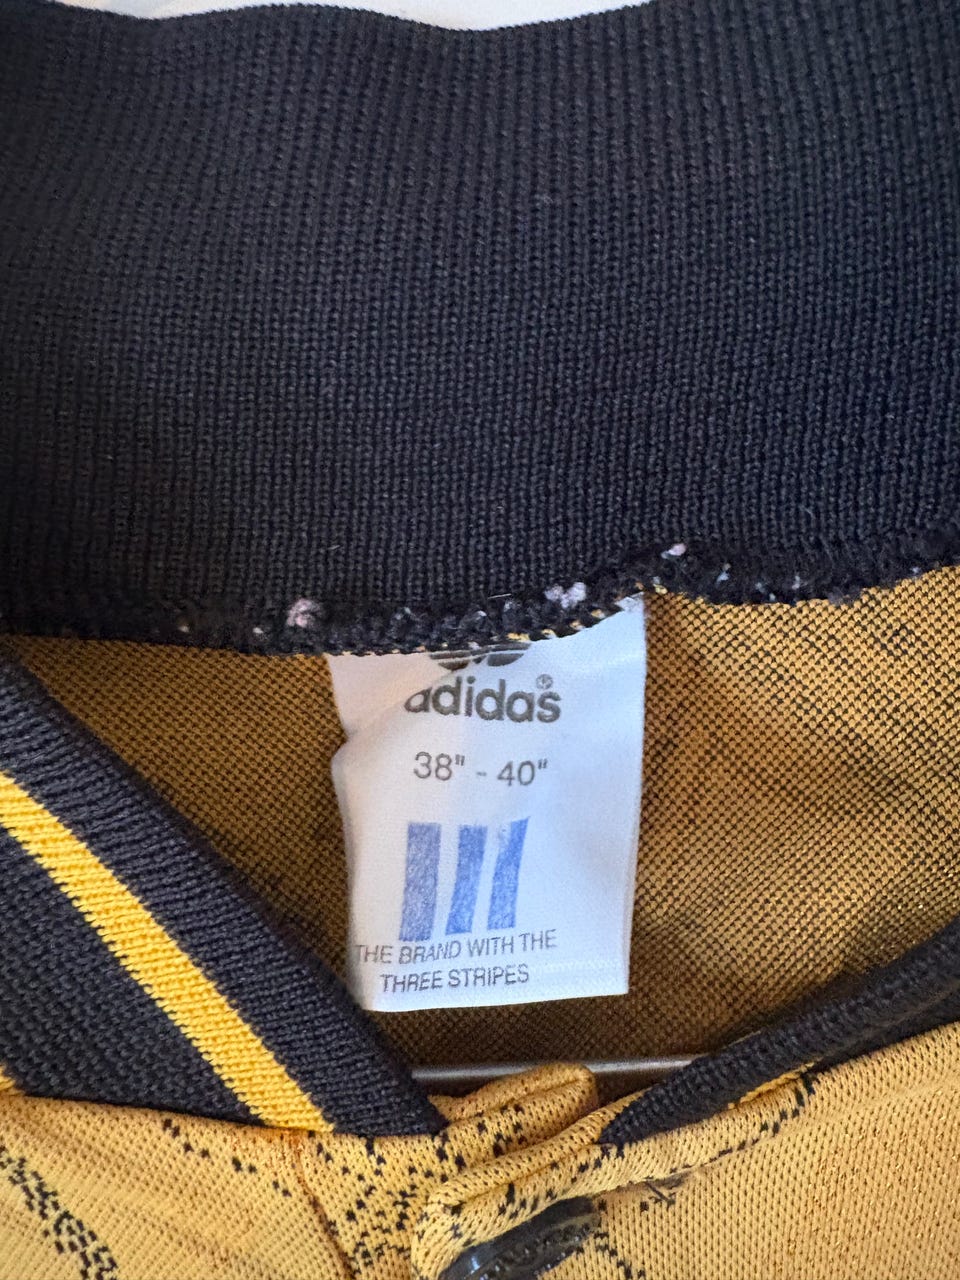 adidas®
38" - 40"
THE BRAND WITH THE
THREE STRIPES